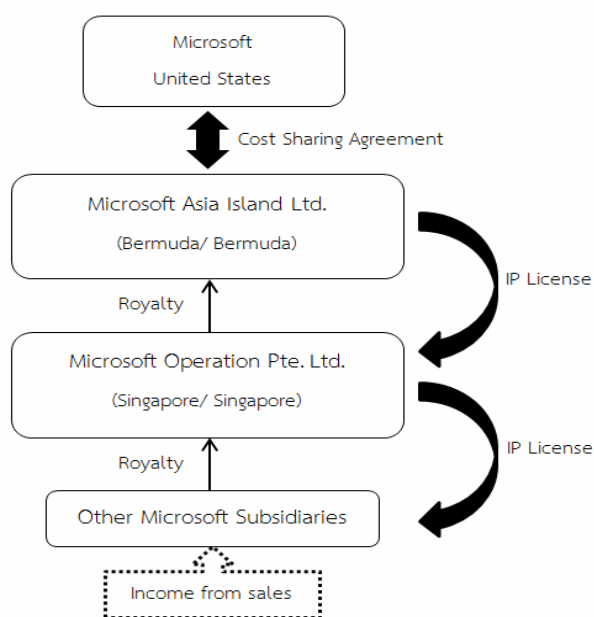 Microsoft
United States
Cost Sharing Agreement
Microsoft Asia Island Ltd.
(Bermuda/ Bermuda)
IP License
Royalty
Microsoft Operation Pte. Ltd.
(Singapore/ Singapore)
IP License
Royalty
Other Microsoft Subsidiaries
Income from sales